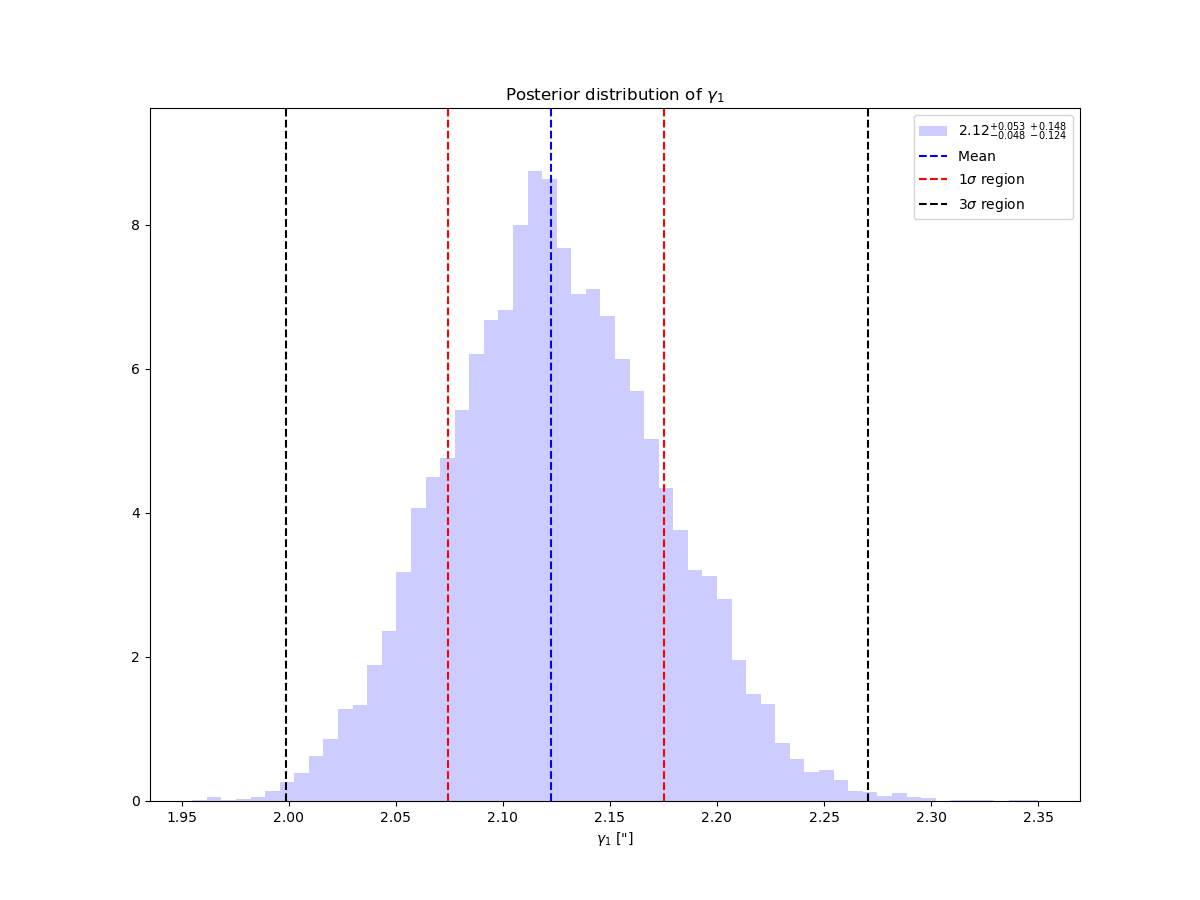 Posterior distribution of γ₁
2.12⁺⁰·⁰⁵³₋₀.₀₄₈ ⁺⁰·¹⁴⁸₋₀.₁₂₄
Mean
1σ region
3σ region
8
6
4
2
0
1.95 2.00 2.05 2.10 2.15 2.20 2.25 2.30 2.35
γ₁ ["]